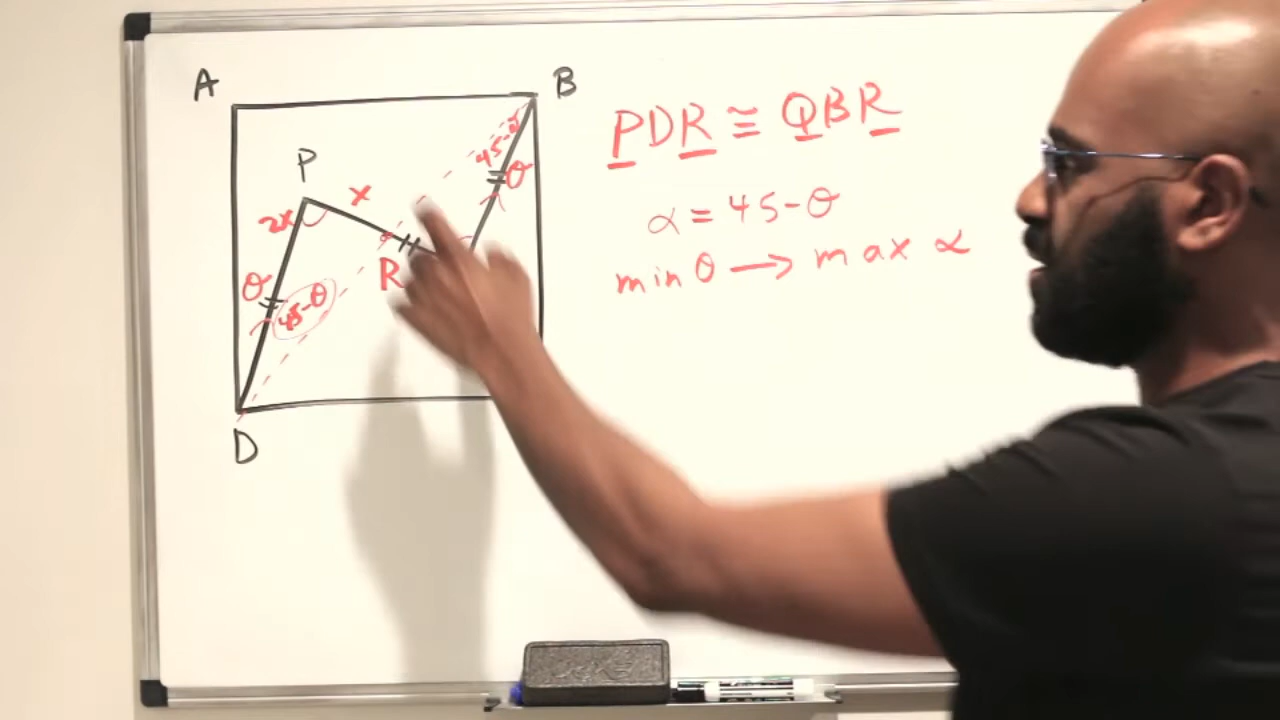 A
B
PDR ≅ QBR
45-θ
P
θ
x
2x
α = 45-θ
R
min θ → max α
θ
45-θ
D